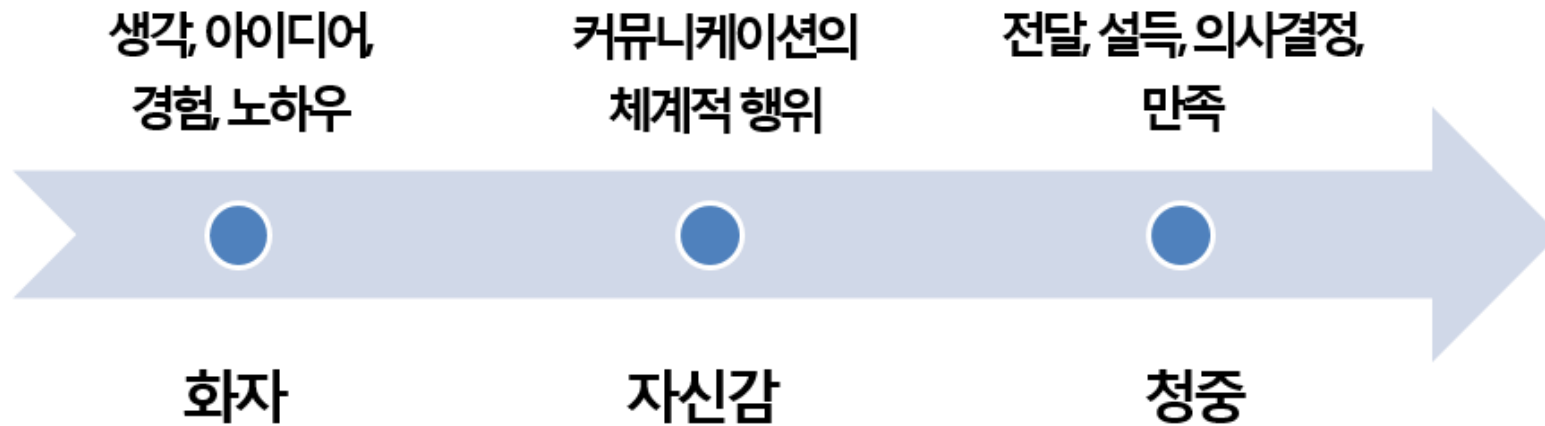 생각, 아이디어,
경험, 노하우
커뮤니케이션의
체계적 행위
전달, 설득, 의사결정,
만족
화자
자신감
청중